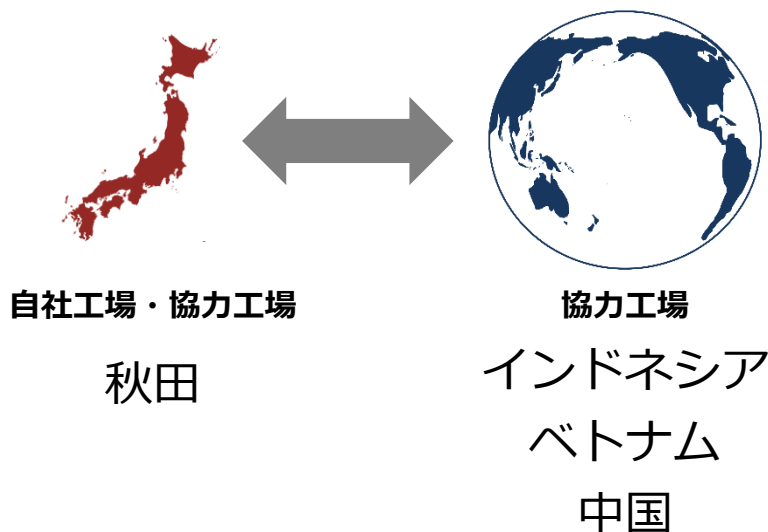 自社工場・協力工場
秋田
協力工場
インドネシア
ベトナム
中国